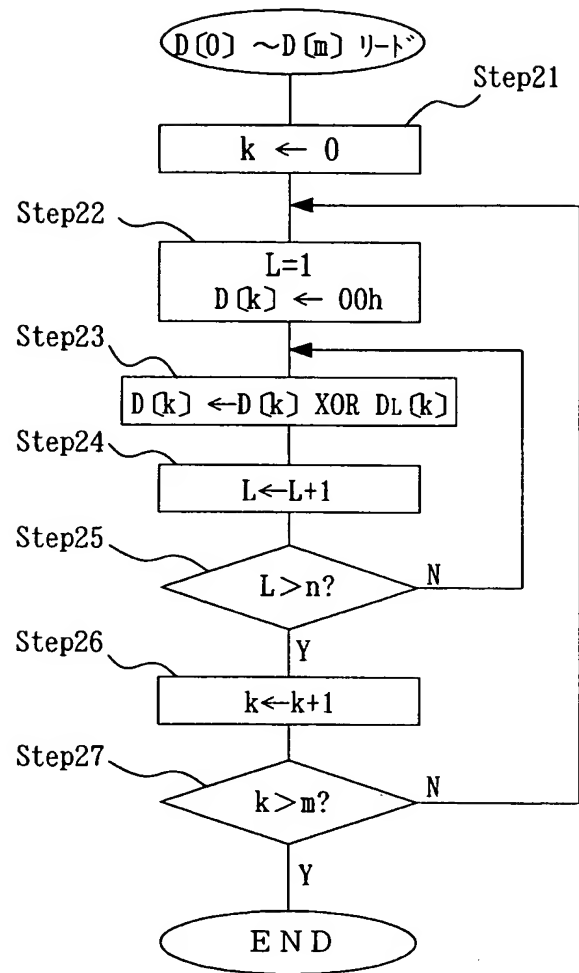 D〔0〕 ～D〔m〕 リード
Step21
k ← 0
Step22
L=1
D〔k〕 ← 00h
Step23
D〔k〕 ←D〔k〕 XOR DL〔k〕
Step24
L←L+1
Step25
L＞n?
N
Y
Step26
k←k+1
Step27
k＞m?
N
Y
END